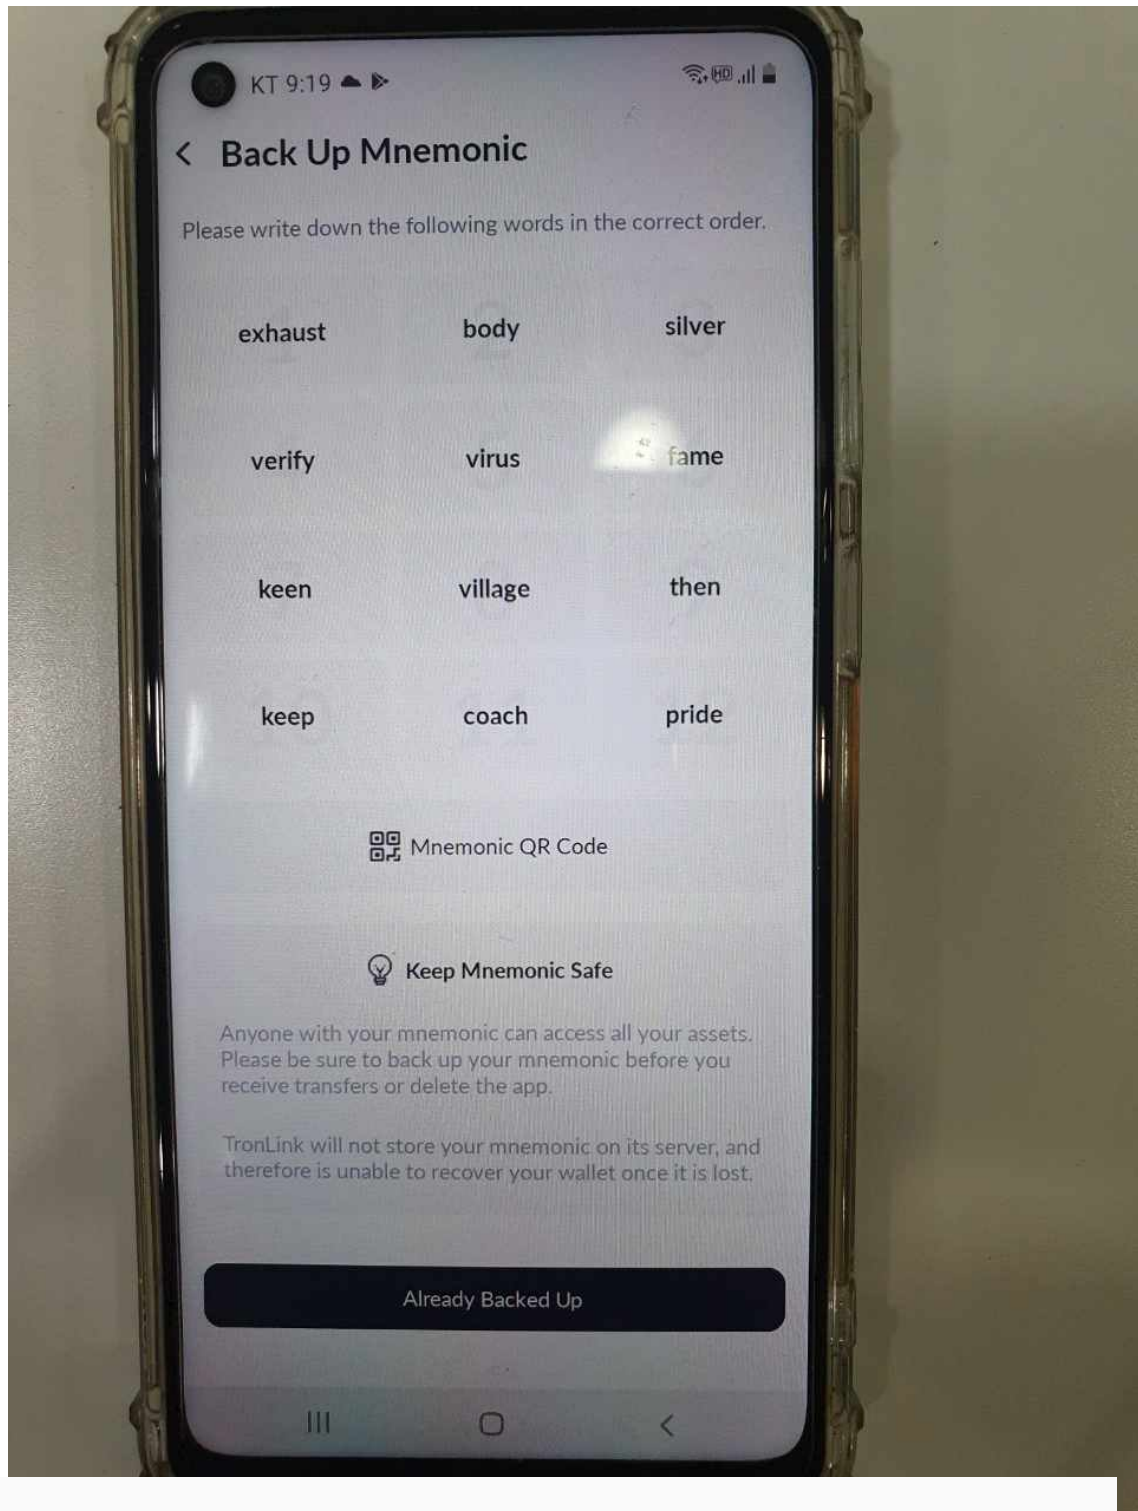 KT 9:19
HD
Back Up Mnemonic
Please write down the following words in the correct order.
exhaust body silver
verify virus fame
keen village then
keep coach pride
Mnemonic QR Code
Keep Mnemonic Safe
Anyone with your mnemonic can access all your assets.
Please be sure to back up your mnemonic before you
receive transfers or delete the app.
TronLink will not store your mnemonic on its server, and
therefore is unable to recover your wallet once it is lost.
Already Backed Up